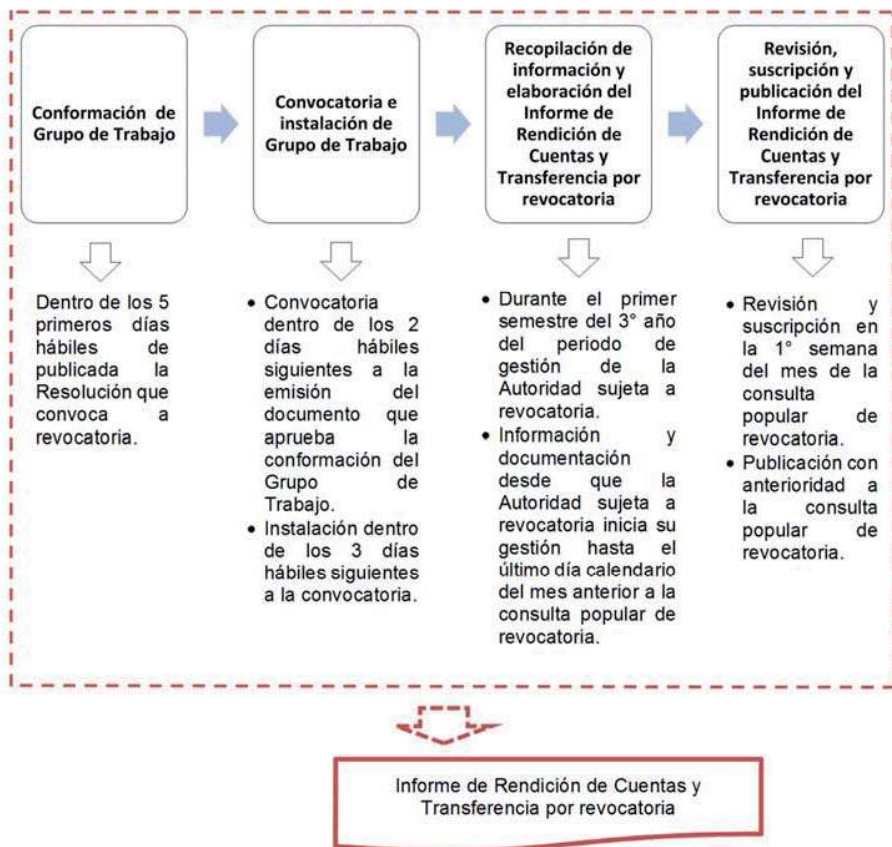 Conformación de
Grupo de Trabajo
Convocatoria e
instalación de
Grupo de Trabajo
Recopilación de
información y
elaboración del
Informe de
Rendición de
Cuentas y
Transferencia por
revocatoria
Revisión,
suscripción y
publicación del
Informe de
Rendición de
Cuentas y
Transferencia por
revocatoria
Dentro de los 5
primeros días
hábiles de
publicada la
Resolución que
convoca a
revocatoria.
• Convocatoria
dentro de los 2
días hábiles
siguientes a la
emisión del
documento que
aprueba la
conformación del
Grupo de
Trabajo.
• Instalación dentro
de los 3 días
hábiles siguientes
a la convocatoria.
• Durante el primer
semestre del 3° año
del periodo de
gestión de la
Autoridad sujeta a
revocatoria.
• Información y
documentación
desde que la
Autoridad sujeta a
revocatoria inicia su
gestión hasta el
último día calendario
del mes anterior a la
consulta popular de
revocatoria.
• Revisión y
suscripción en
la 1° semana
del mes de la
consulta
popular de
revocatoria.
• Publicación con
anterioridad a
la consulta
popular de
revocatoria.
Informe de Rendición de Cuentas y
Transferencia por revocatoria